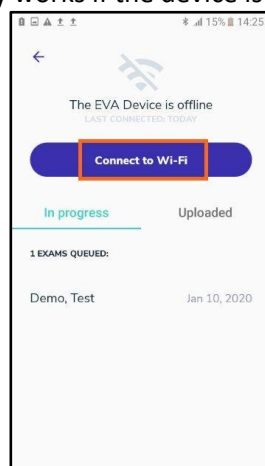 works if the device is
15% 14:25
The EVA Device is offline
LAST CONNECTED: TODAY
Connect to Wi-Fi
In progress Uploaded
1 EXAMS QUEUED:
Demo, Test Jan 10, 2020